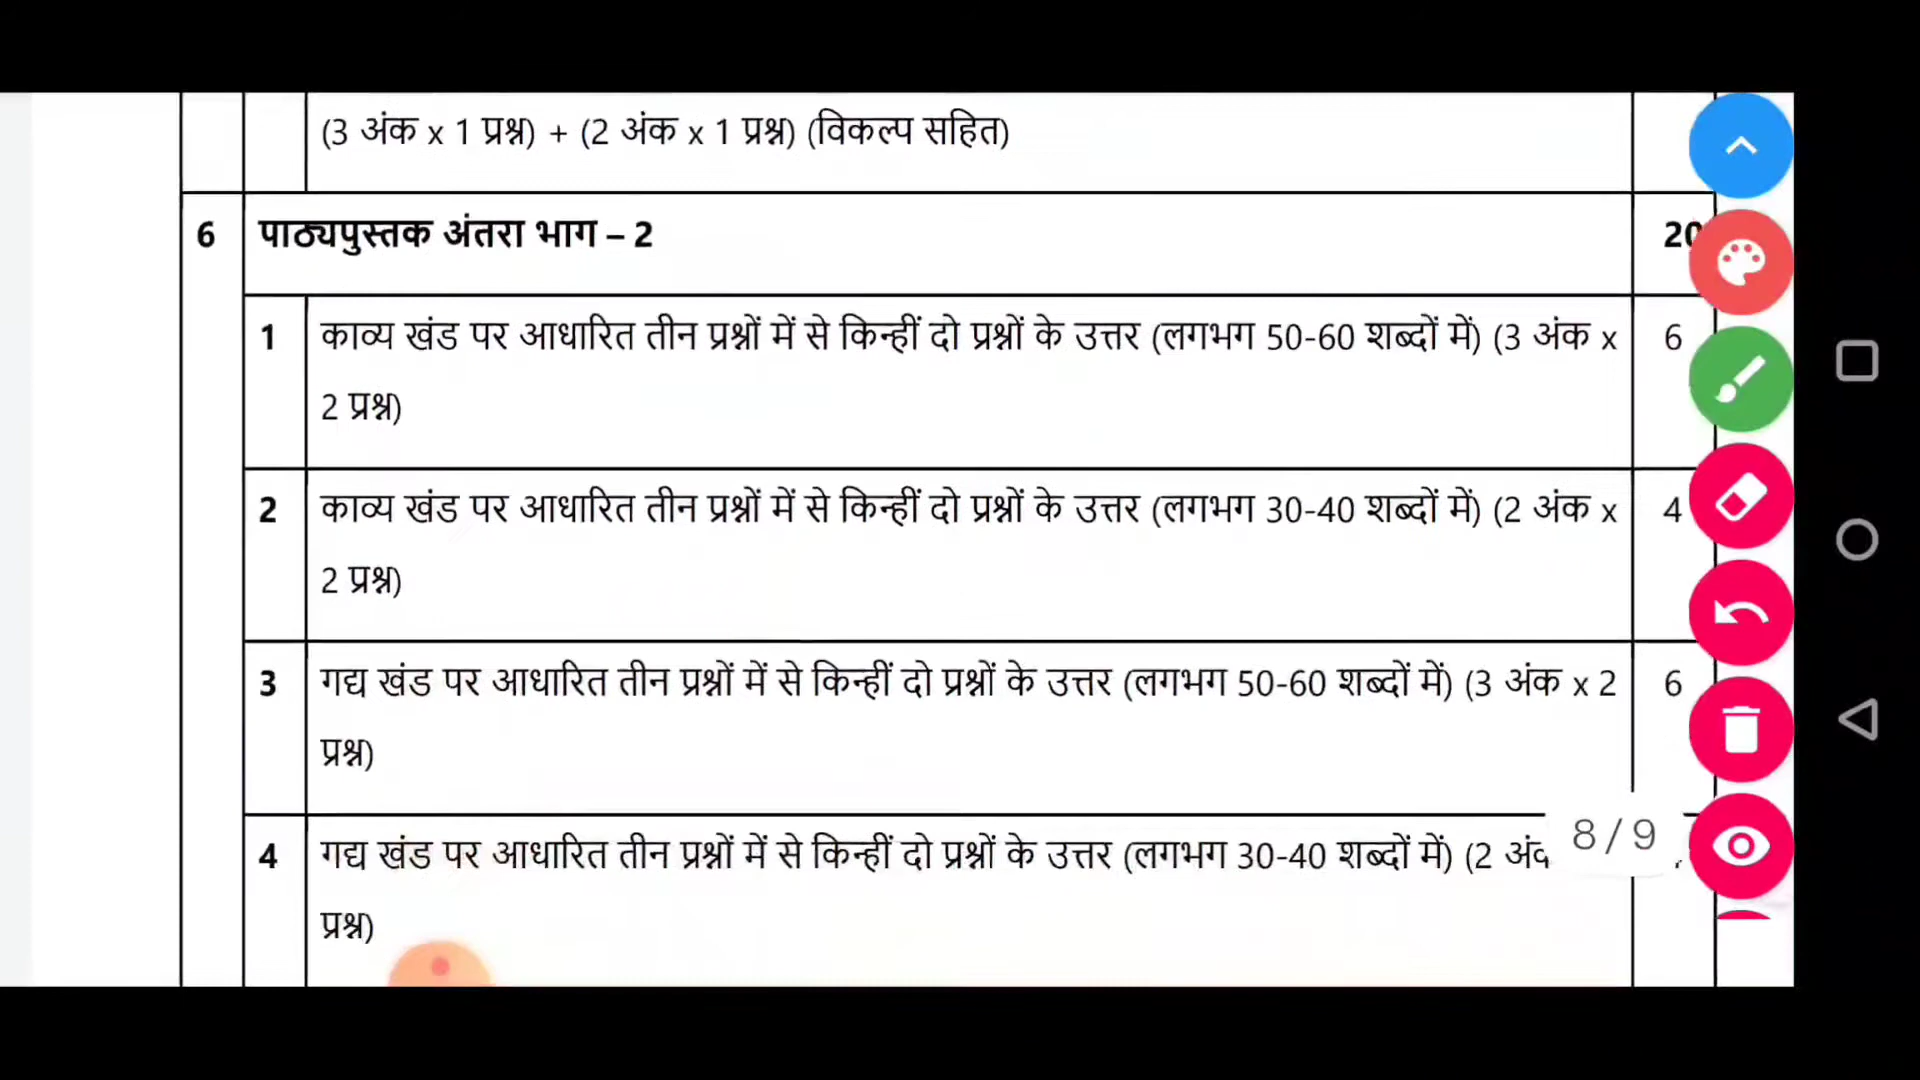 (3 अंक x 1 प्रश्न) + (2 अंक x 1 प्रश्न) (विकल्प सहित)
6 पाठ्यपुस्तक अंतरा भाग – 2 20
1 काव्य खंड पर आधारित तीन प्रश्नों में से किन्हीं दो प्रश्नों के उत्तर (लगभग 50-60 शब्दों में) (3 अंक x 6
2 प्रश्न)
2 काव्य खंड पर आधारित तीन प्रश्नों में से किन्हीं दो प्रश्नों के उत्तर (लगभग 30-40 शब्दों में) (2 अंक x 4
2 प्रश्न)
3 गद्य खंड पर आधारित तीन प्रश्नों में से किन्हीं दो प्रश्नों के उत्तर (लगभग 50-60 शब्दों में) (3 अंक x 2 6
प्रश्न)
4 गद्य खंड पर आधारित तीन प्रश्नों में से किन्हीं दो प्रश्नों के उत्तर (लगभग 30-40 शब्दों में) (2
प्रश्न)
8/9